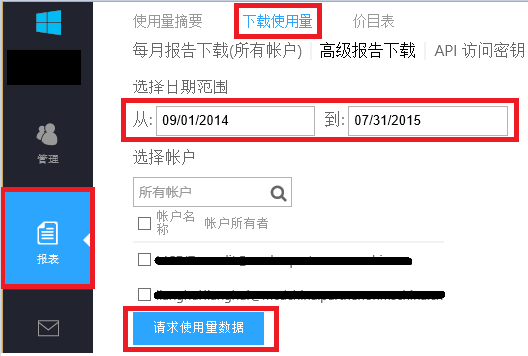 使用量摘要 下载使用量 价目表
每月报告下载(所有帐户) 高级报告下载 API 访问密钥
选择日期范围
从: 09/01/2014 到: 07/31/2015
选择帐户
管理
所有帐户
帐户名称 帐户所有者
报表
请求使用量数据